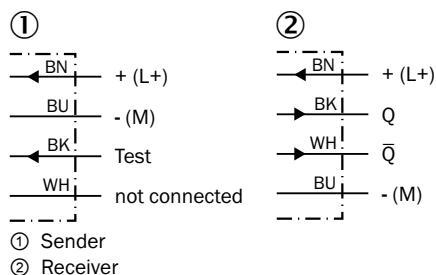 ① ②
BN + (L+)
BU - (M)
BK Test
WH not connected
BN + (L+)
BK Q
WH Q̅
BU - (M)
① Sender
② Receiver